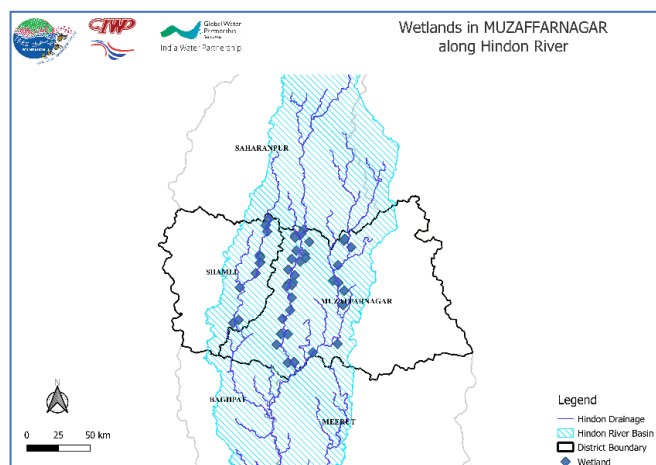 CTWD
Global Water
Partnership
India Water Partnership
Wetlands in MUZAFFARNAGAR
along Hindon River
SAHARANPUR
SHAMLI
MUZAFFARNAGAR
BAGHPAT
MEERUT
N
0 25 50 km
Legend
Hindon Drainage
Hindon River Basin
District Boundary
Wetland